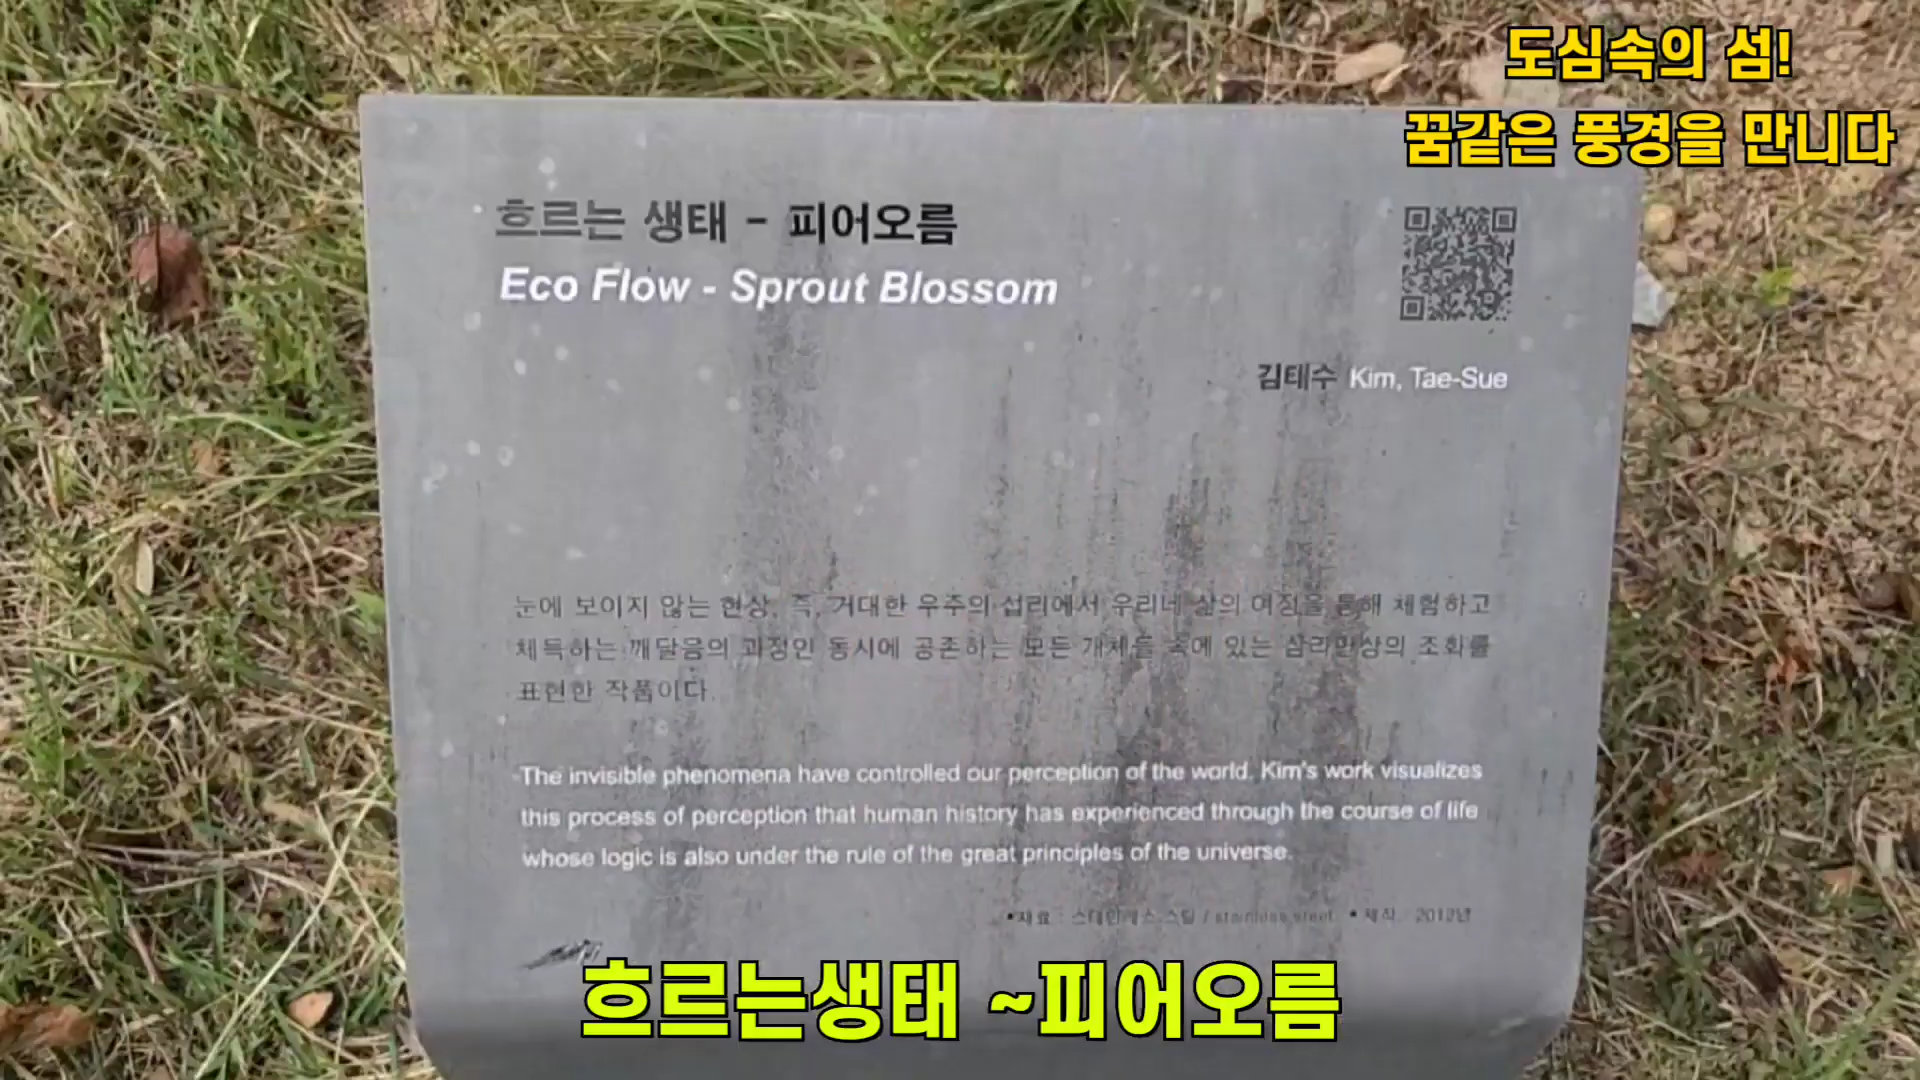 도심속의 섬!
꿈같은 풍경을 만니다
흐르는 생태 - 피어오름
Eco Flow - Sprout Blossom
김태수 Kim, Tae-Sue
눈에 보이지 않는 현상, 즉, 거대한 우주의 섭리에서 우리네 삶의 여정을 통해 체험하고
체득하는 깨달음의 과정인 동시에 공존하는 모든 개체들 속에 있는 삼라만상의 조화를
표현한 작품이다.
The invisible phenomena have controlled our perception of the world. Kim's work visualizes
this process of perception that human history has experienced through the course of life
whose logic is also under the rule of the great principles of the universe.
•재료 : 스테인레스 스틸 / stainless steel •제작 : 2012년
흐르는생태 ~피어오름